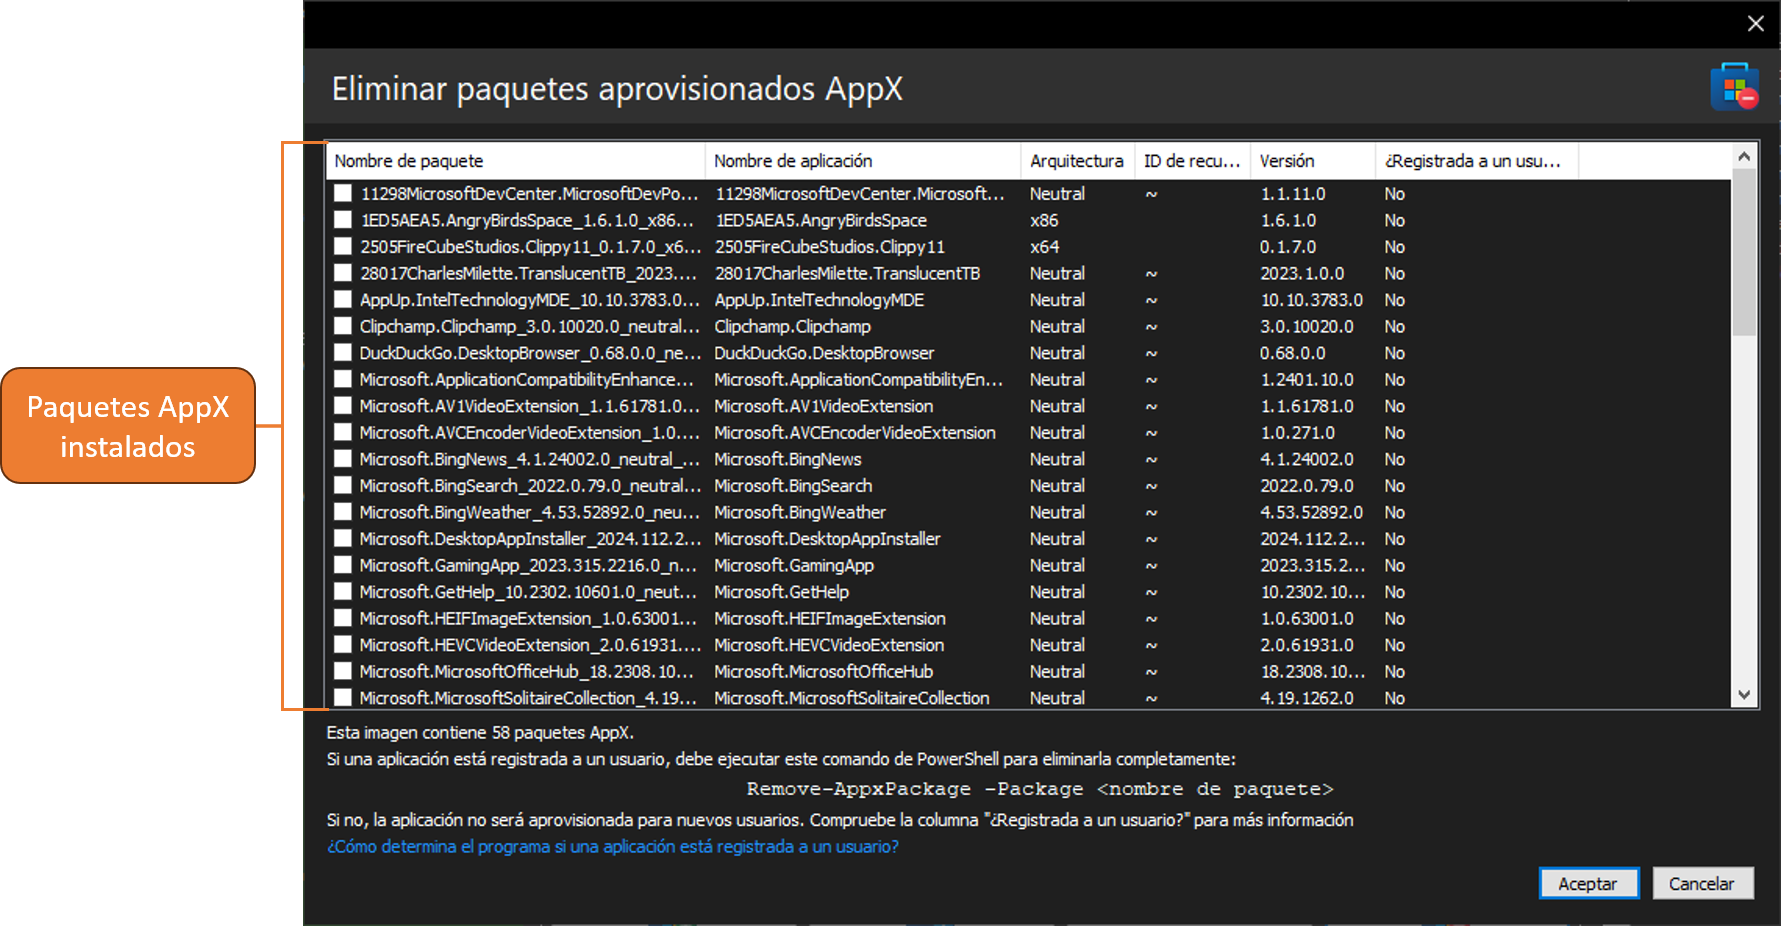 Eliminar paquetes aprovisionados AppX
Paquetes AppX
instalados
Nombre de paquete Nombre de aplicación Arquitectura ID de recu... Versión ¿Registrada a un usu...
11298MicrosoftDevCenter.MicrosoftDevPo... 11298MicrosoftDevCenter.Microsoft... Neutral ~ 1.1.11.0 No
1ED5AEA5.AngryBirdsSpace_1.6.1.0_x86... 1ED5AEA5.AngryBirdsSpace x86 1.6.1.0 No
2505FireCubeStudios.Clippy11_0.1.7.0_x6... 2505FireCubeStudios.Clippy11 x64 0.1.7.0 No
28017CharlesMilette.TranslucentTB_2023.... 28017CharlesMilette.TranslucentTB Neutral ~ 2023.1.0.0 No
AppUp.IntelTechnologyMDE_10.10.3783.0... AppUp.IntelTechnologyMDE Neutral ~ 10.10.3783.0 No
Clipchamp.Clipchamp_3.0.10020.0_neutral... Clipchamp.Clipchamp Neutral ~ 3.0.10020.0 No
DuckDuckGo.DesktopBrowser_0.68.0.0_ne... DuckDuckGo.DesktopBrowser Neutral ~ 0.68.0.0 No
Microsoft.ApplicationCompatibilityEnhance... Microsoft.ApplicationCompatibilityEn... Neutral ~ 1.2401.10.0 No
Microsoft.AV1VideoExtension_1.1.61781.0... Microsoft.AV1VideoExtension Neutral ~ 1.1.61781.0 No
Microsoft.AVCEncoderVideoExtension_1.0.... Microsoft.AVCEncoderVideoExtension Neutral ~ 1.0.271.0 No
Microsoft.BingNews_4.1.24002.0_neutral_... Microsoft.BingNews Neutral ~ 4.1.24002.0 No
Microsoft.BingSearch_2022.0.79.0_neutral... Microsoft.BingSearch Neutral ~ 2022.0.79.0 No
Microsoft.BingWeather_4.53.52892.0_neu... Microsoft.BingWeather Neutral ~ 4.53.52892.0 No
Microsoft.DesktopAppInstaller_2024.112.2... Microsoft.DesktopAppInstaller Neutral ~ 2024.112.2... No
Microsoft.GamingApp_2023.315.2216.0_n... Microsoft.GamingApp Neutral ~ 2023.315.2... No
Microsoft.GetHelp_10.2302.10601.0_neut... Microsoft.GetHelp Neutral ~ 10.2302.10... No
Microsoft.HEIFImageExtension_1.0.63001... Microsoft.HEIFImageExtension Neutral ~ 1.0.63001.0 No
Microsoft.HEVCVideoExtension_2.0.61931.... Microsoft.HEVCVideoExtension Neutral ~ 2.0.61931.0 No
Microsoft.MicrosoftOfficeHub_18.2308.10... Microsoft.MicrosoftOfficeHub Neutral ~ 18.2308.10... No
Microsoft.MicrosoftSolitaireCollection_4.19... Microsoft.MicrosoftSolitaireCollection Neutral ~ 4.19.1262.0 No
Esta imagen contiene 58 paquetes AppX.
Si una aplicación está registrada a un usuario, debe ejecutar este comando de PowerShell para eliminarla completamente:
Remove-AppxPackage -Package <nombre de paquete>
Si no, la aplicación no será aprovisionada para nuevos usuarios. Compruebe la columna "¿Registrada a un usuario?" para más información
¿Cómo determina el programa si una aplicación está registrada a un usuario?
Aceptar Cancelar